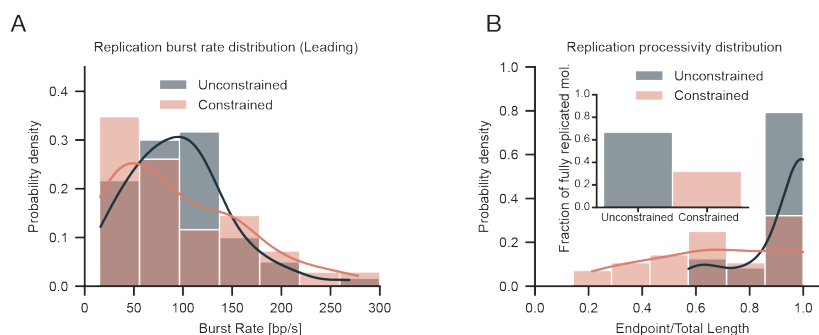 A
Replication burst rate distribution (Leading)
Unconstrained
Constrained
Probability density
0.4
0.3
0.2
0.1
0.0
0
50
100
150
200
250
300
Burst Rate [bp/s]
B
Replication processivity distribution
Unconstrained
Constrained
Probability density
1.0
0.8
0.6
0.4
0.2
0.0
Fraction of fully replicated mol.
1.0
0.8
0.6
0.4
0.2
0.0
Unconstrained
Constrained
0.0
0.2
0.4
0.6
0.8
1.0
Endpoint/Total Length